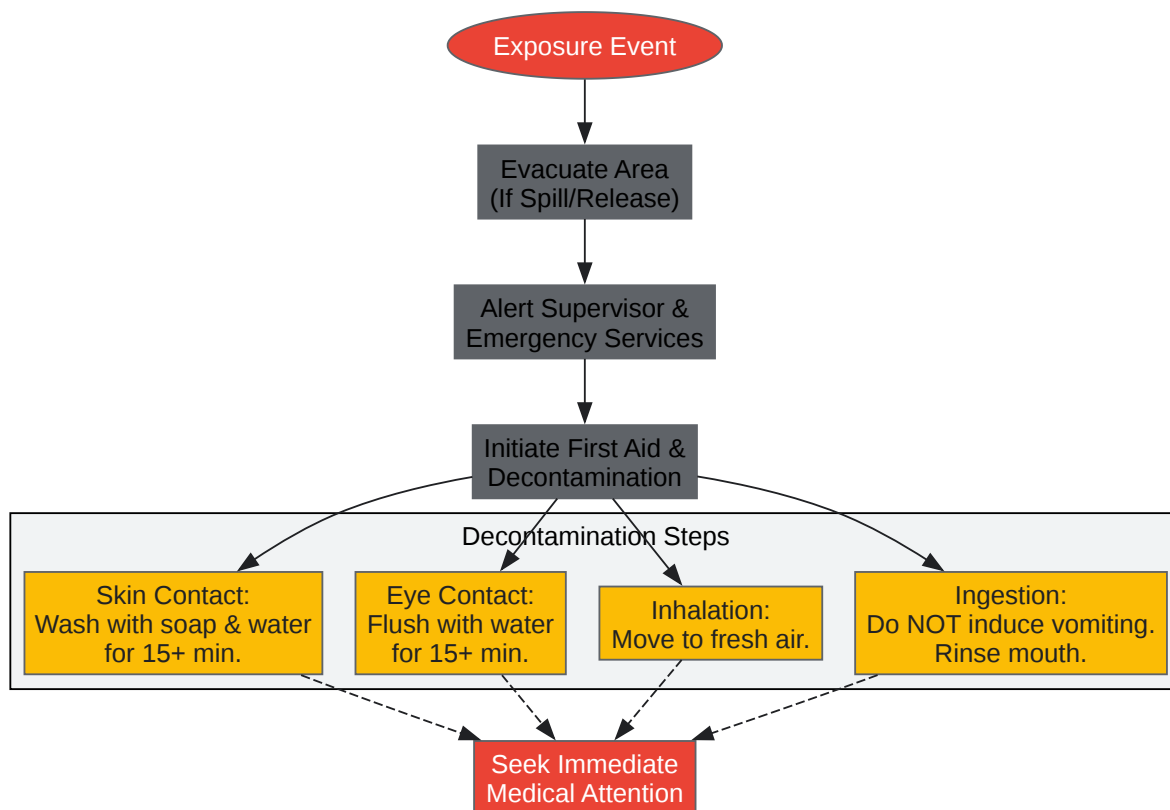 Exposure Event
Evacuate Area
(If Spill/Release)
Alert Supervisor &
Emergency Services
Initiate First Aid &
Decontamination
Decontamination Steps
Skin Contact:
Wash with soap & water
for 15+ min.
Eye Contact:
Flush with water
for 15+ min.
Inhalation:
Move to fresh air.
Ingestion:
Do NOT induce vomiting.
Rinse mouth.
Seek Immediate
Medical Attention